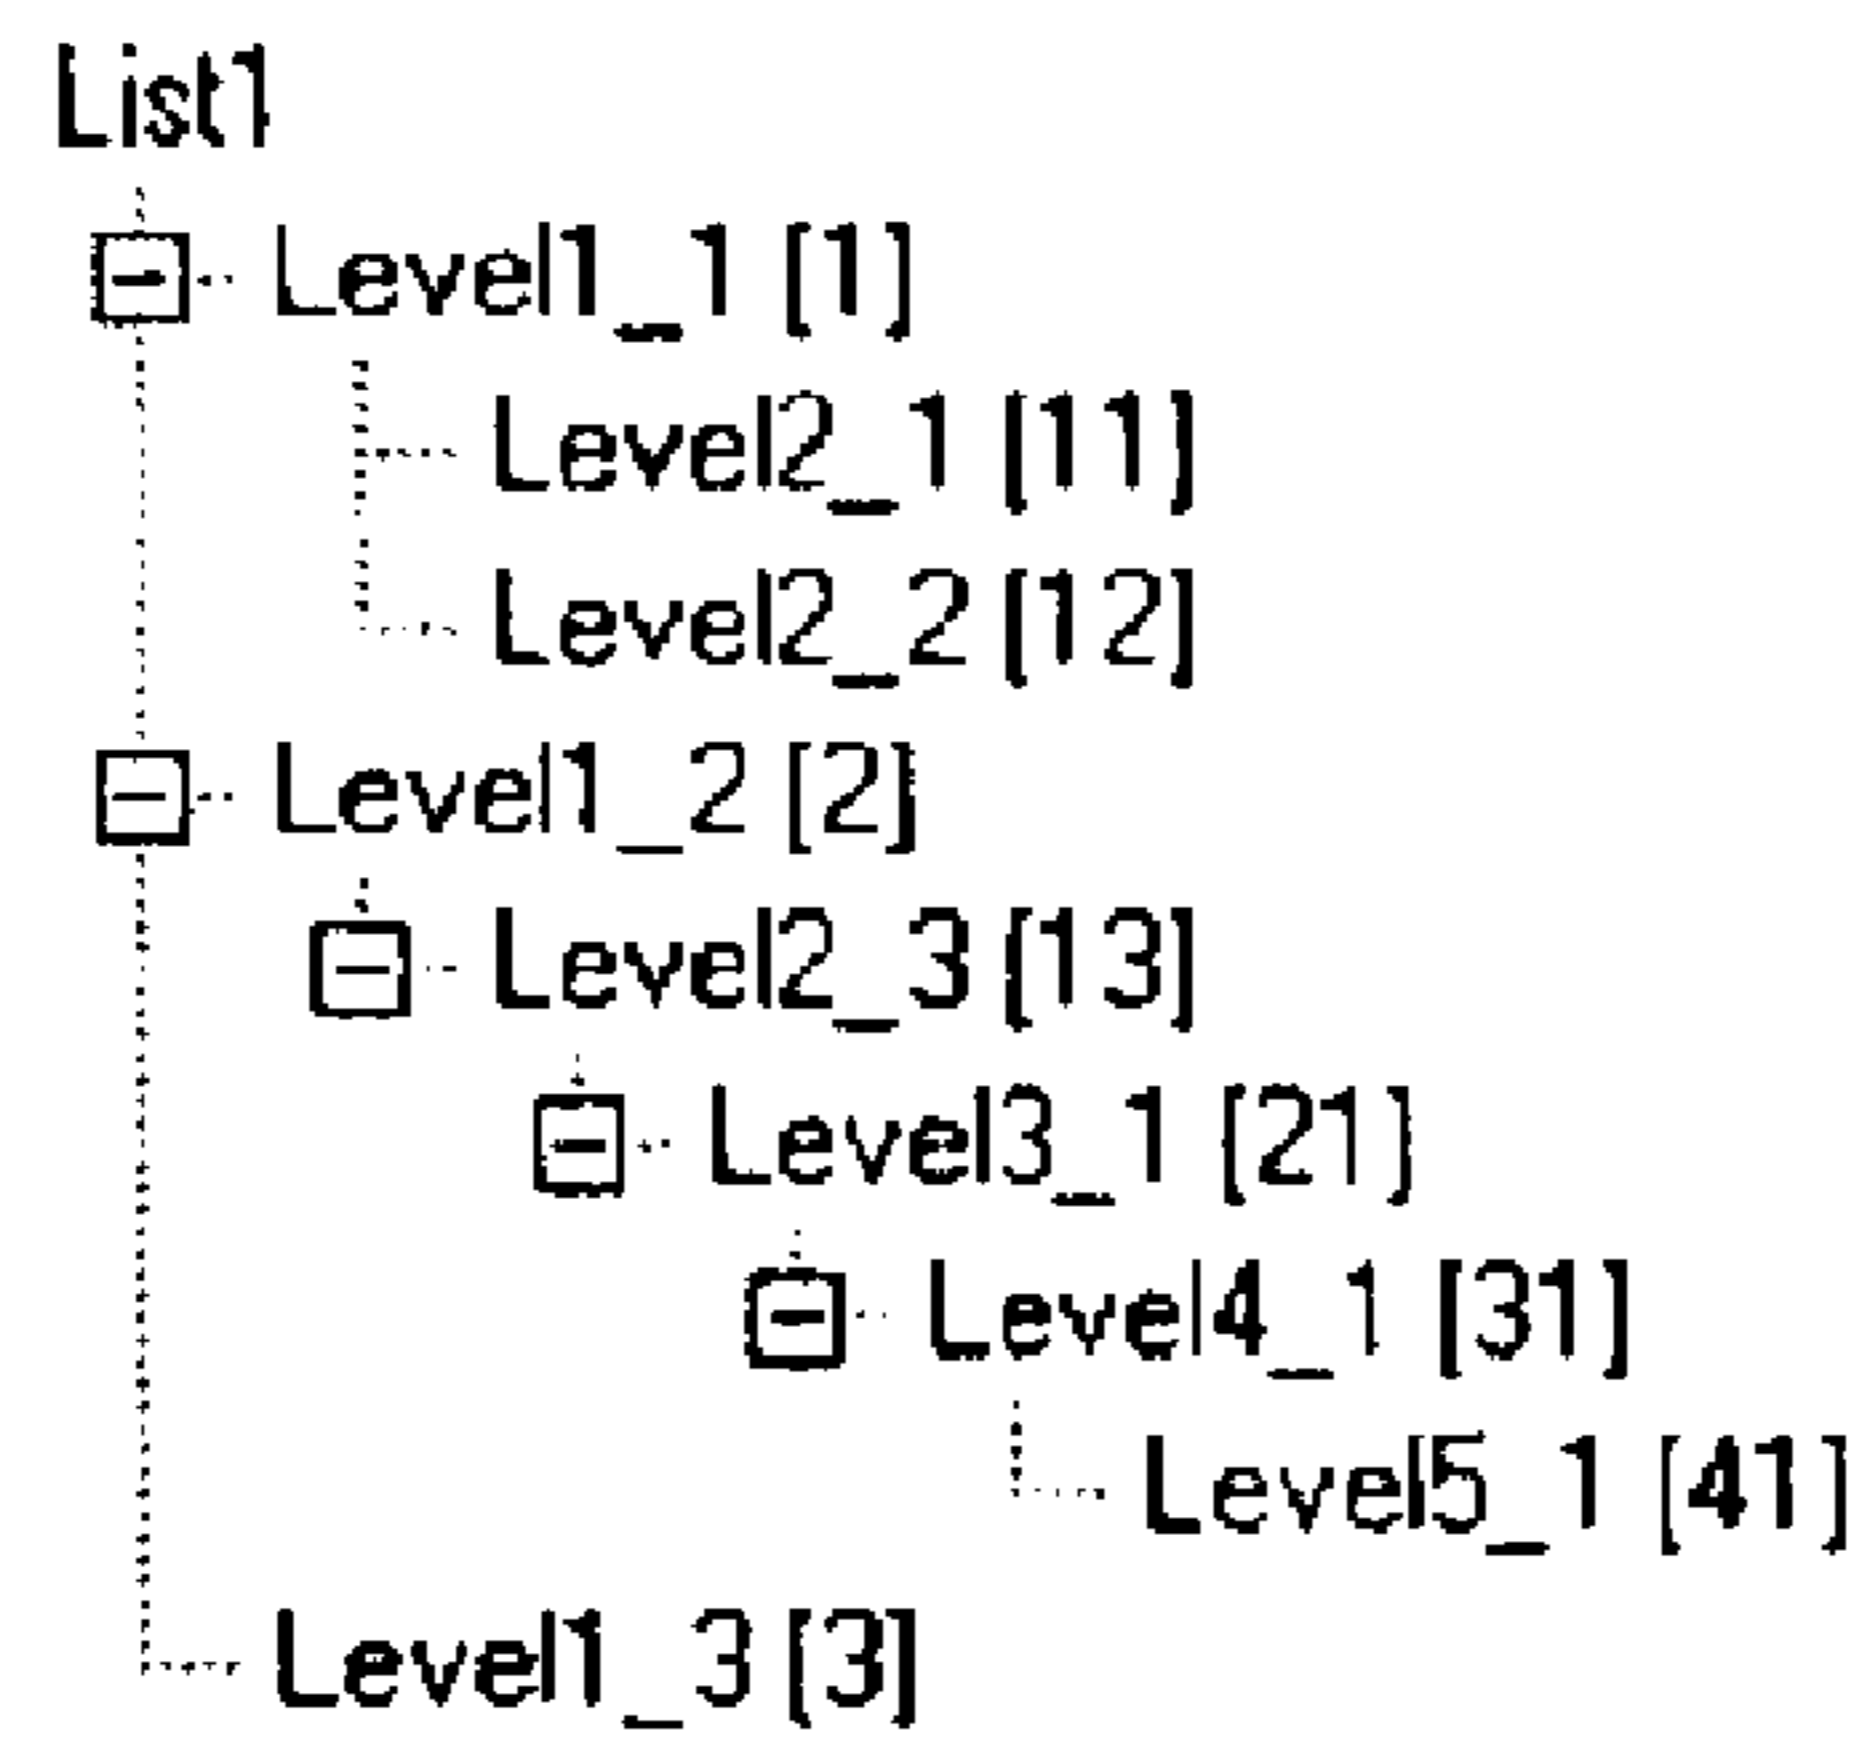 List1
Level1_1 [1]
Level2_1 [11]
Level2_2 [12]
Level1_2 [2]
Level2_3 [13]
Level3_1 [21]
Level4_1 [31]
Level5_1 [41]
Level1_3 [3]